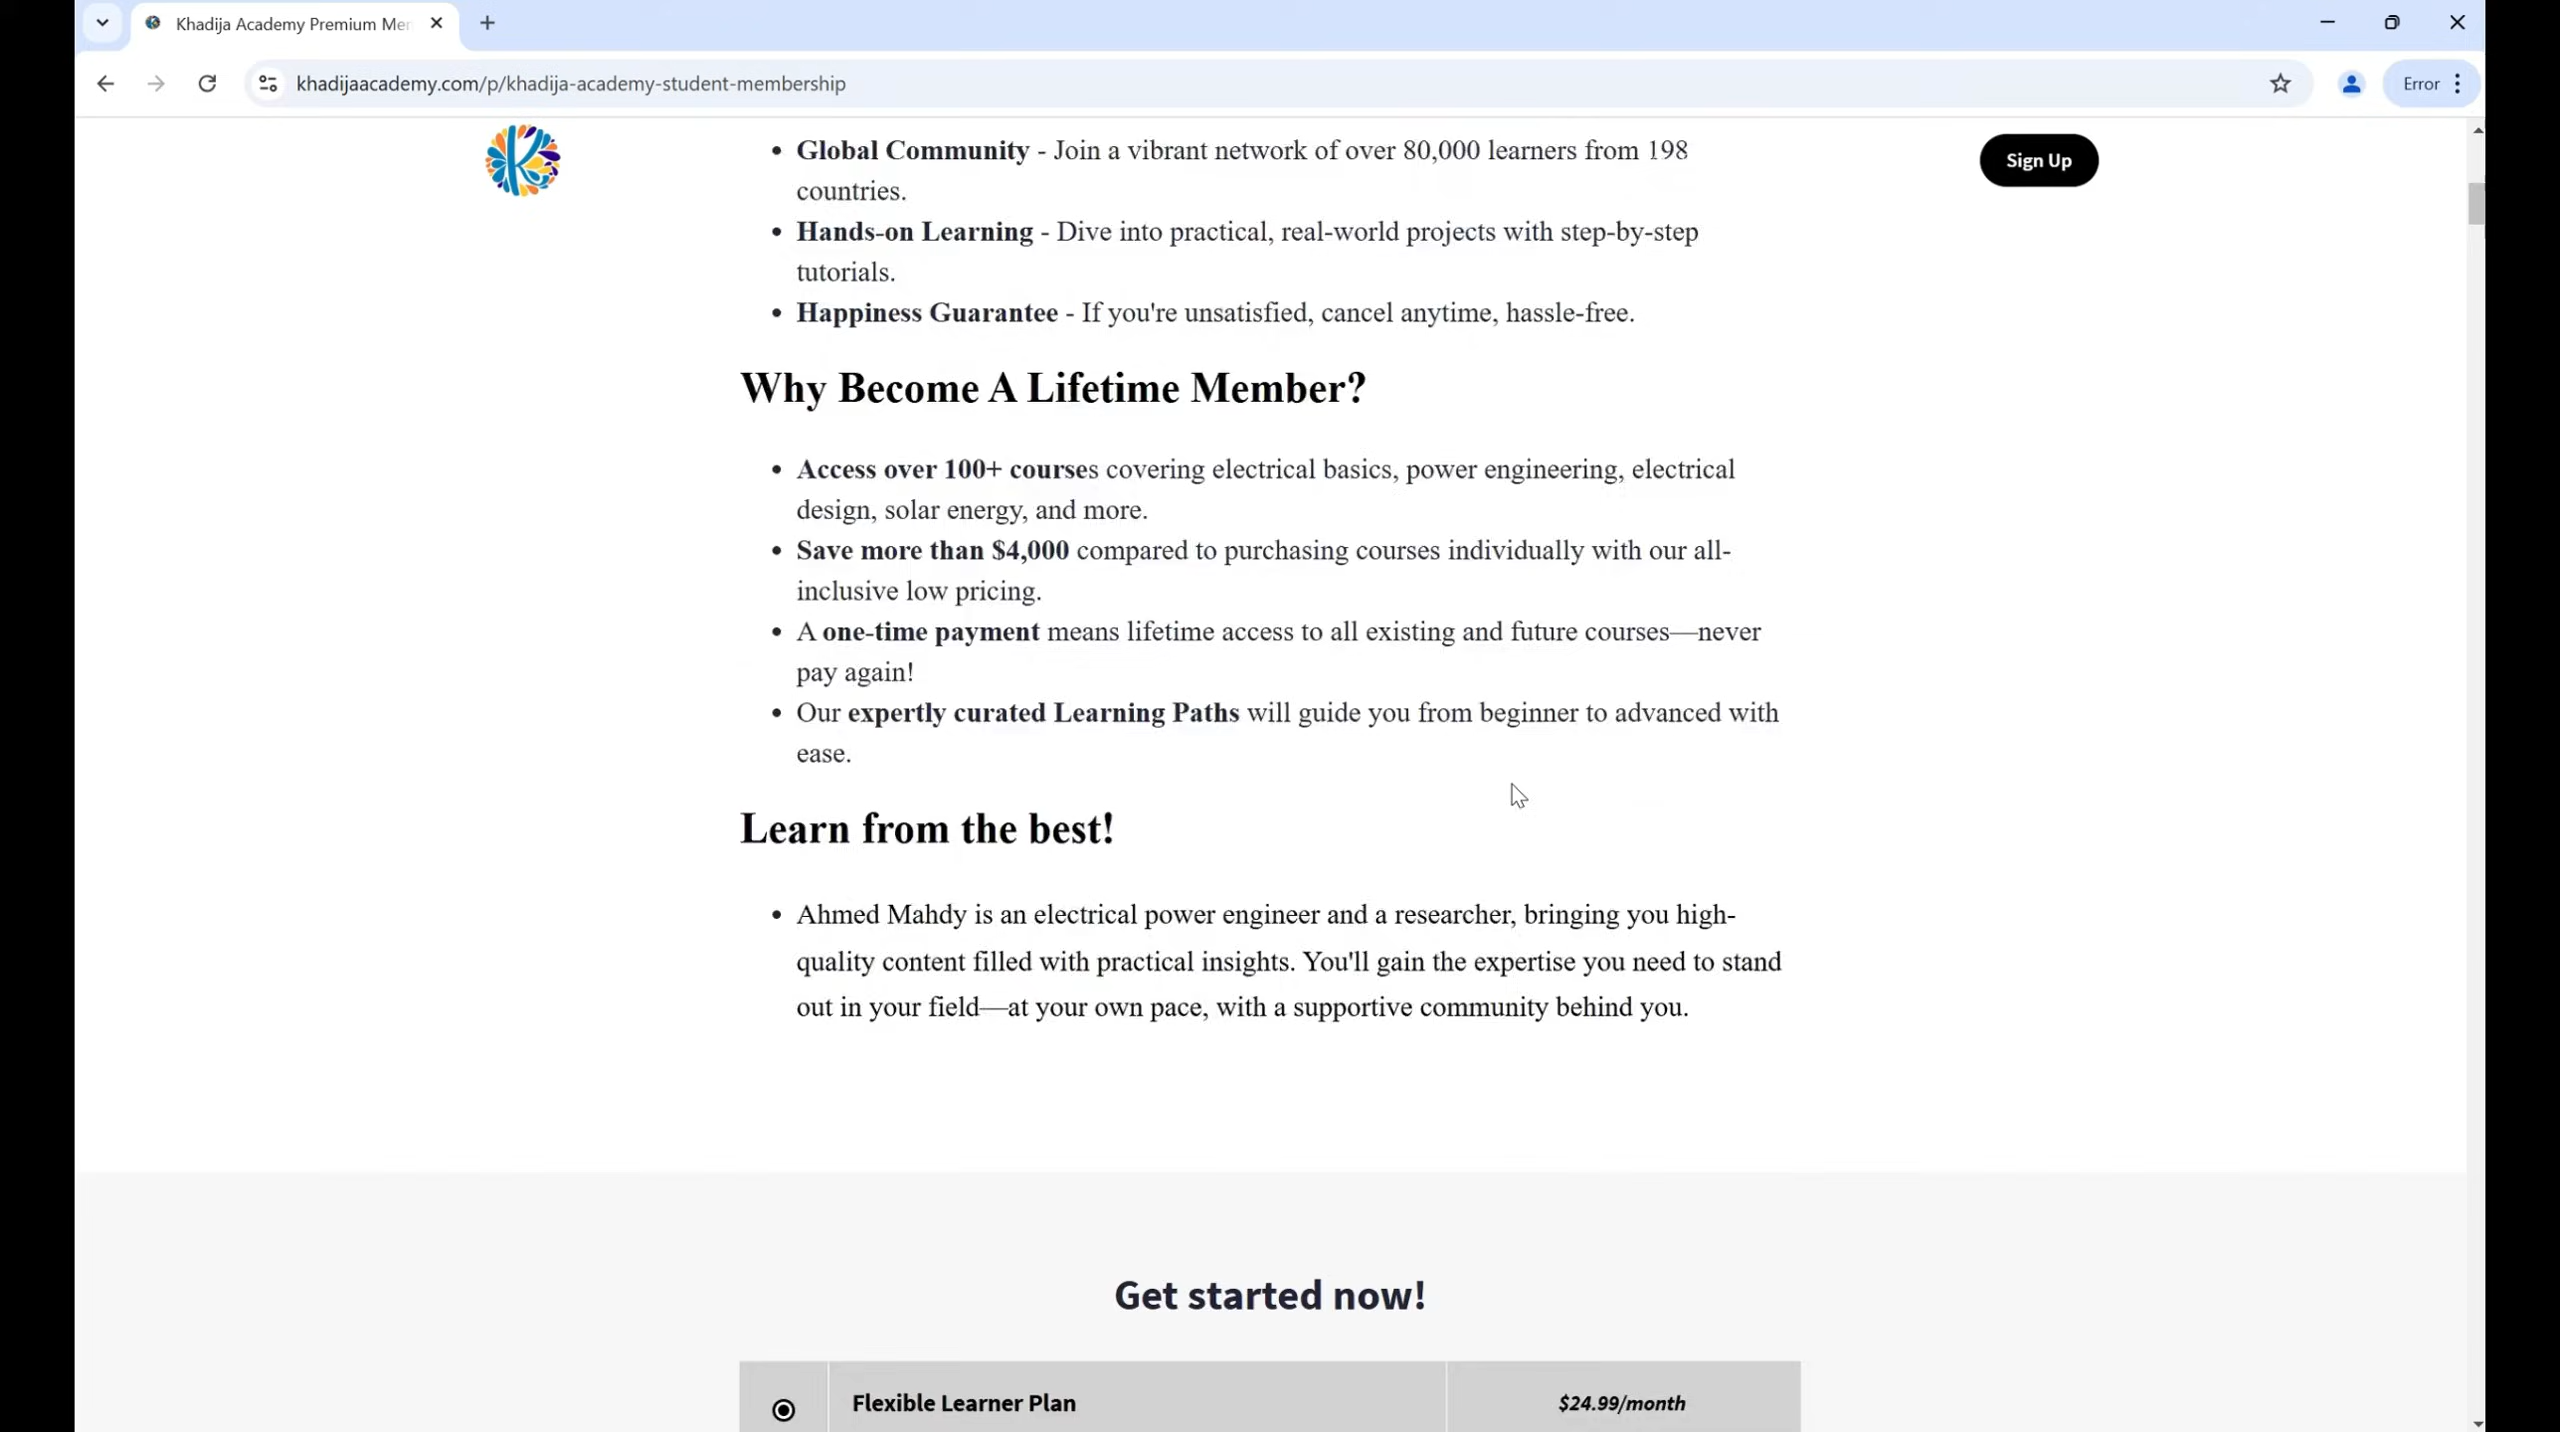 Khadija Academy Premium Mer
khadijaacademy.com/p/khadija-academy-student-membership
Error
Sign Up
Global Community - Join a vibrant network of over 80,000 learners from 198
countries.
Hands-on Learning - Dive into practical, real-world projects with step-by-step
tutorials.
Happiness Guarantee - If you're unsatisfied, cancel anytime, hassle-free.
Why Become A Lifetime Member?
Access over 100+ courses covering electrical basics, power engineering, electrical
design, solar energy, and more.
Save more than $4,000 compared to purchasing courses individually with our all-
inclusive low pricing.
A one-time payment means lifetime access to all existing and future courses—never
pay again!
Our expertly curated Learning Paths will guide you from beginner to advanced with
ease.
Learn from the best!
Ahmed Mahdy is an electrical power engineer and a researcher, bringing you high-
quality content filled with practical insights. You'll gain the expertise you need to stand
out in your field—at your own pace, with a supportive community behind you.
Get started now!
Flexible Learner Plan
$24.99/month